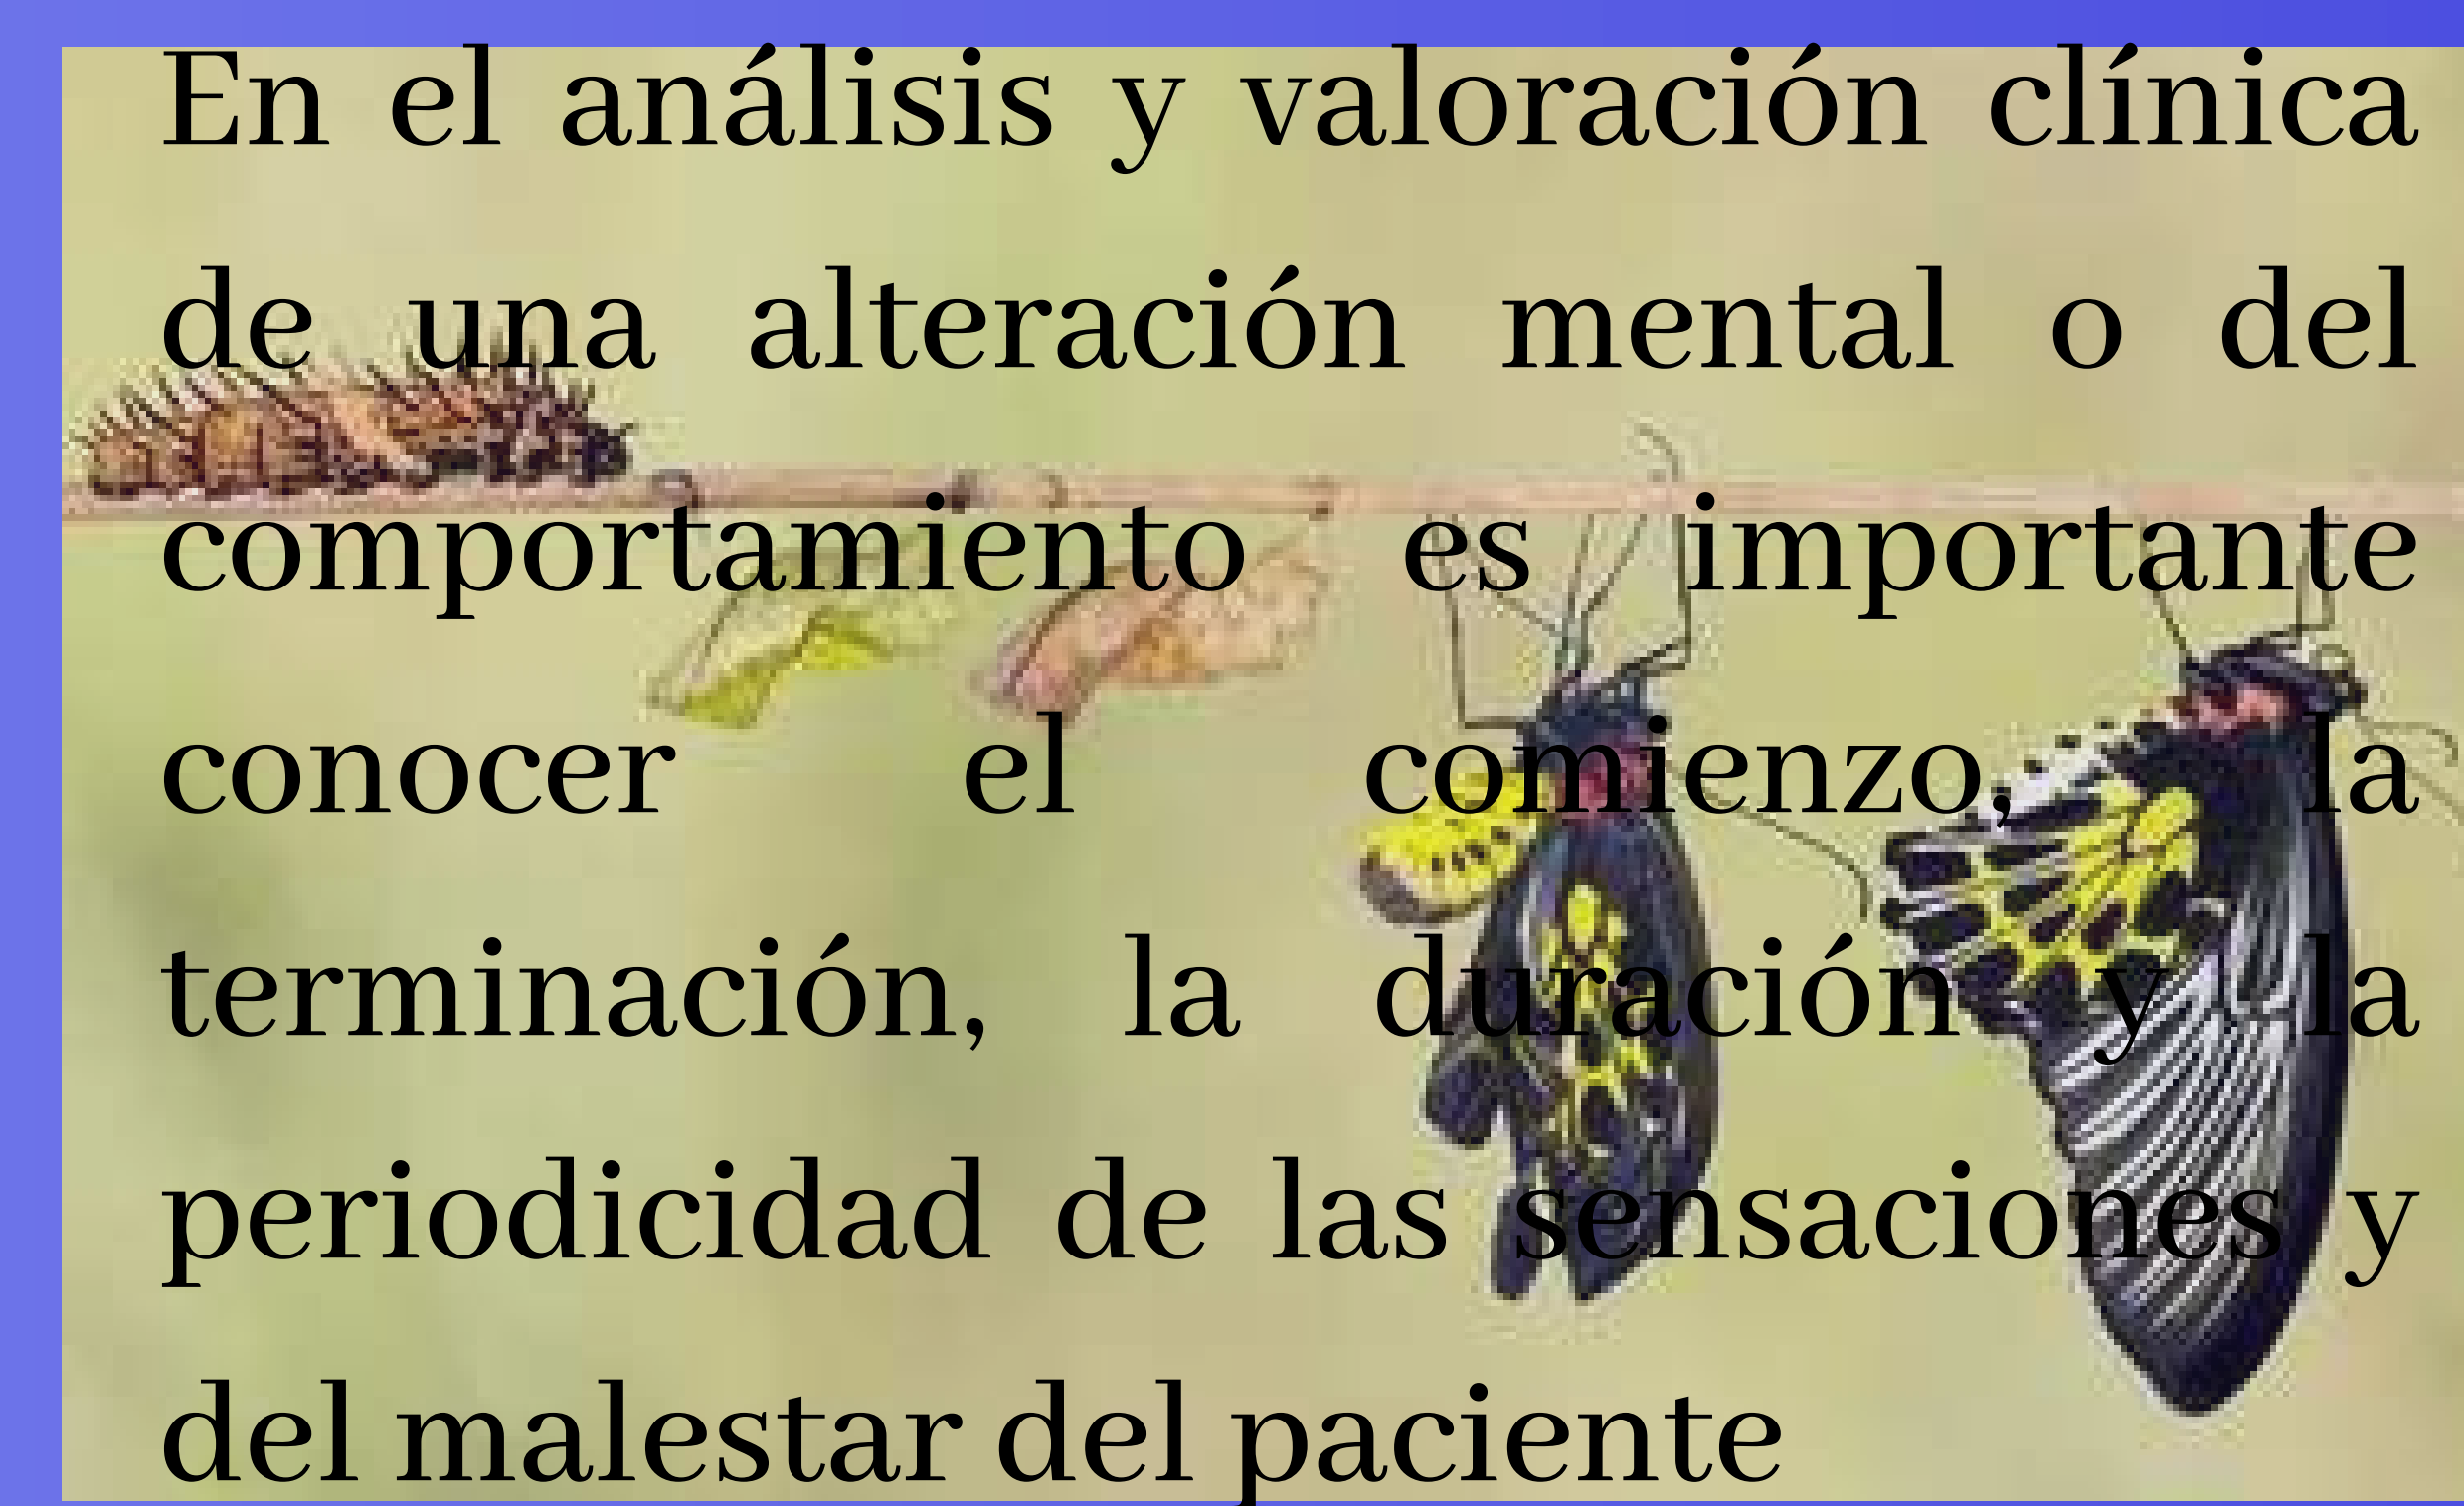 En el análisis y valoración clínica
de una alteración mental o del
comportamiento es importante
conocer el comienzo, la
terminación, la duración y la
periodicidad de las sensaciones y
del malestar del paciente